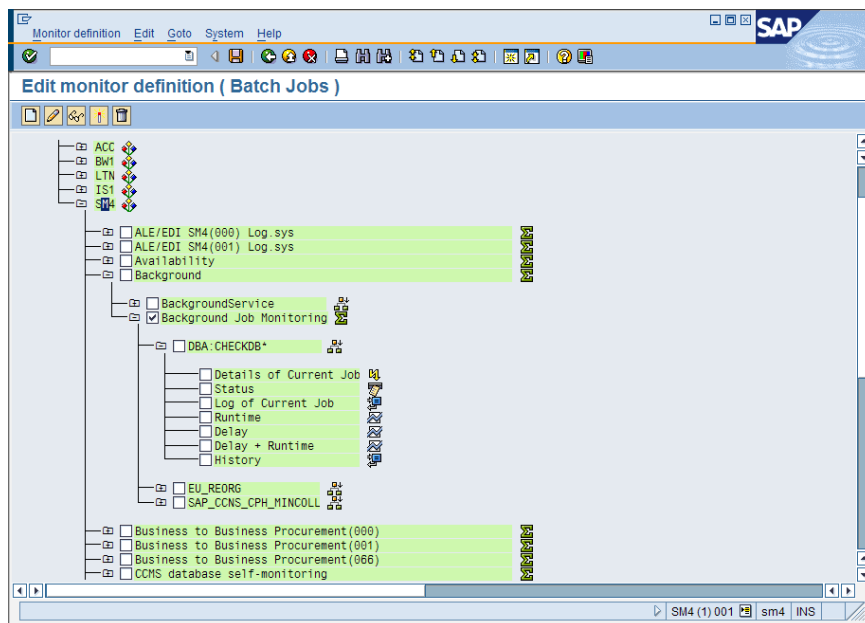 Monitor definition Edit Goto System Help
SAP
Edit monitor definition ( Batch Jobs )
ACC
BW1
LTN
IS1
SM4
ALE/EDI SM4(000) Log.sys
ALE/EDI SM4(001) Log.sys
Availability
Background
BackgroundService
Background Job Monitoring
DBA:CHECKDB*
Details of Current Job
Status
Log of Current Job
Runtime
Delay
Delay + Runtime
History
EU_REORG
SAP_CCNS_CPH_MINCOLL
Business to Business Procurement(000)
Business to Business Procurement(001)
Business to Business Procurement(066)
CCMS database self-monitoring
SM4 (1) 001 sm4 INS